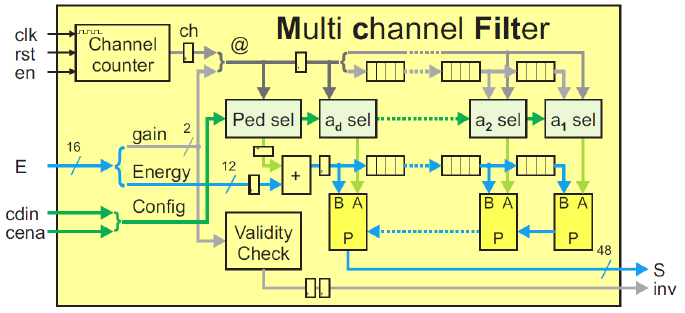 Multi channel Filter
clk
rst
en
Channel
counter
ch
@
Ped sel
ad sel
a2 sel
a1 sel
E
16
gain
2
Energy
12
+
cdin
cena
Config
Validity
Check
B A
P
B A
P
B A
P
48
S
inv